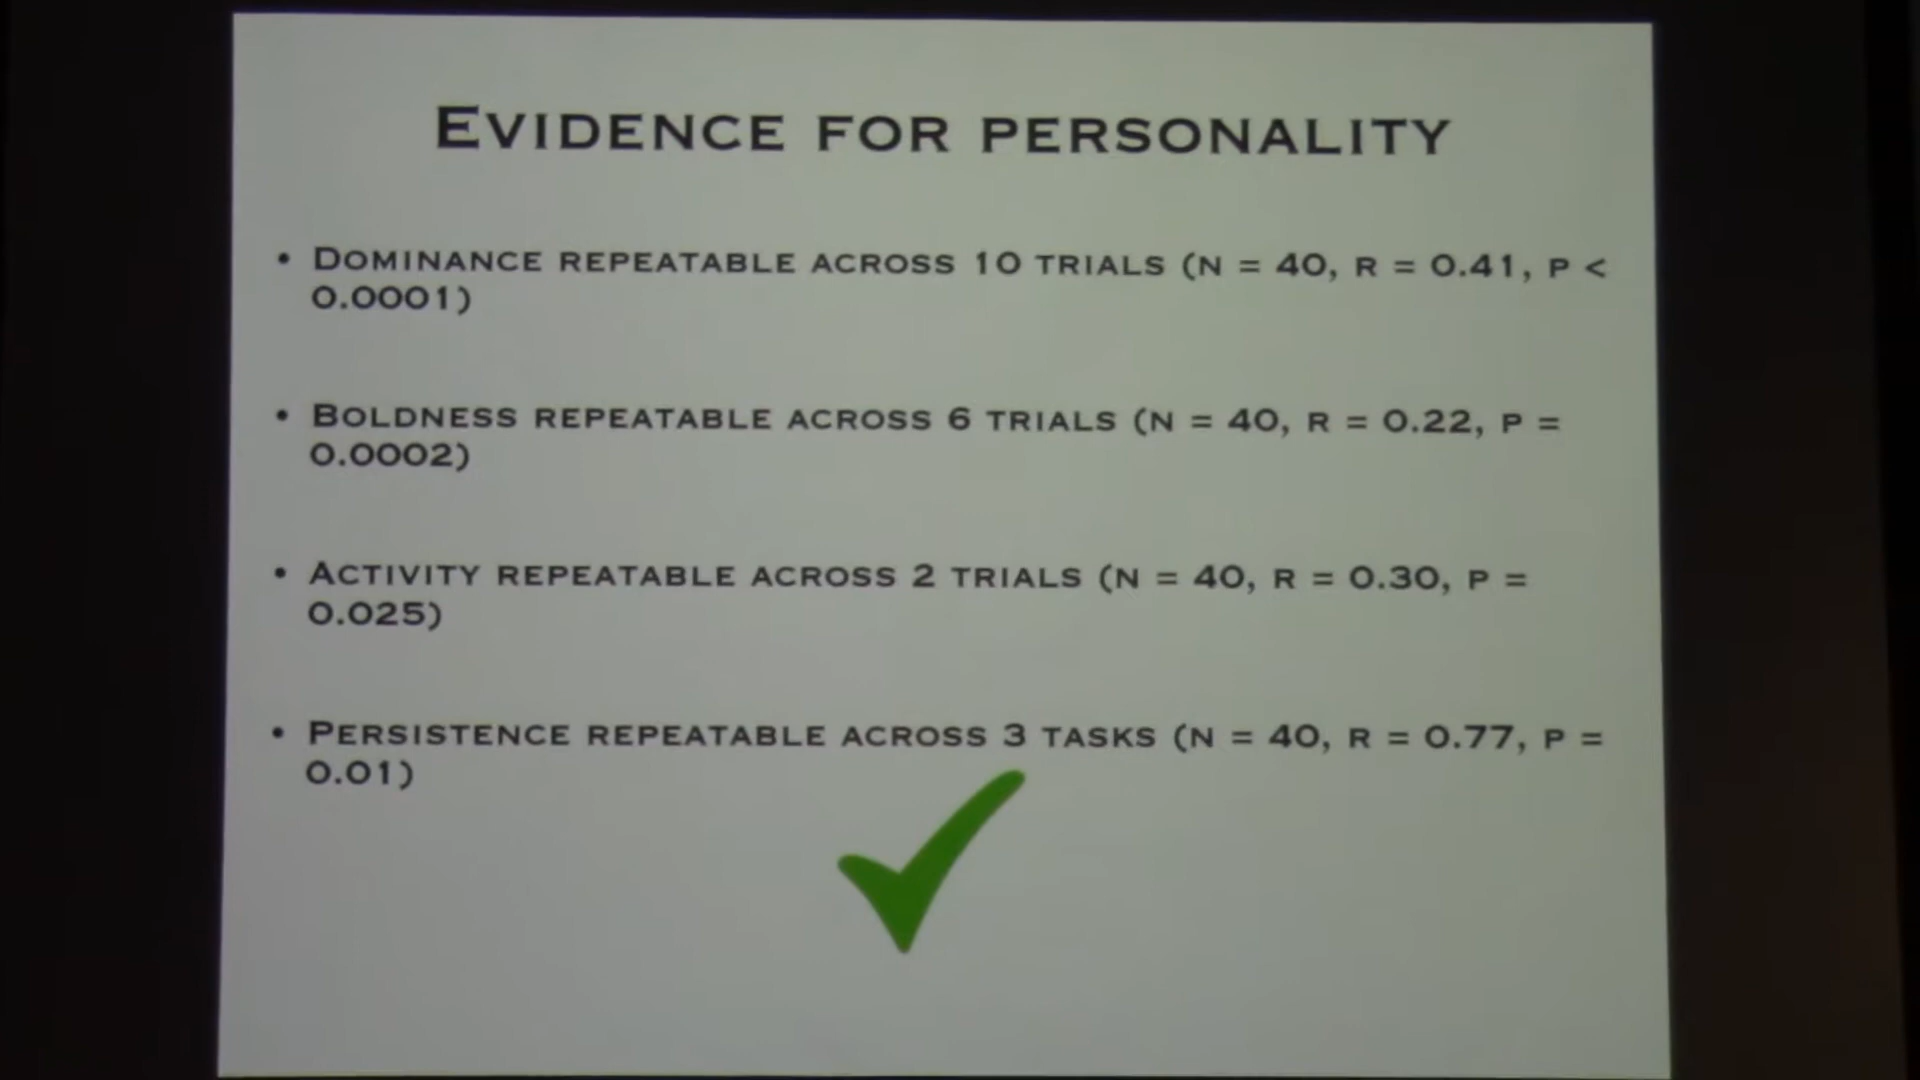 EVIDENCE FOR PERSONALITY
• DOMINANCE REPEATABLE ACROSS 10 TRIALS (N = 40, R = 0.41, P <
0.0001)
• BOLDNESS REPEATABLE ACROSS 6 TRIALS (N = 40, R = 0.22, P =
0.0002)
• ACTIVITY REPEATABLE ACROSS 2 TRIALS (N = 40, R = 0.30, P =
0.025)
• PERSISTENCE REPEATABLE ACROSS 3 TASKS (N = 40, R = 0.77, P =
0.01)